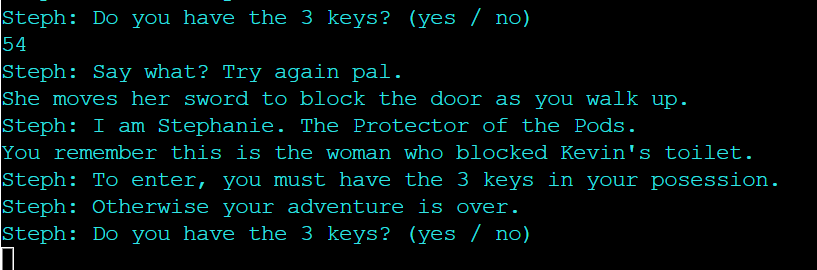 Steph: Do you have the 3 keys? (yes / no)
54
Steph: Say what? Try again pal.
She moves her sword to block the door as you walk up.
Steph: I am Stephanie. The Protector of the Pods.
You remember this is the woman who blocked Kevin's toilet.
Steph: To enter, you must have the 3 keys in your posession.
Steph: Otherwise your adventure is over.
Steph: Do you have the 3 keys? (yes / no)